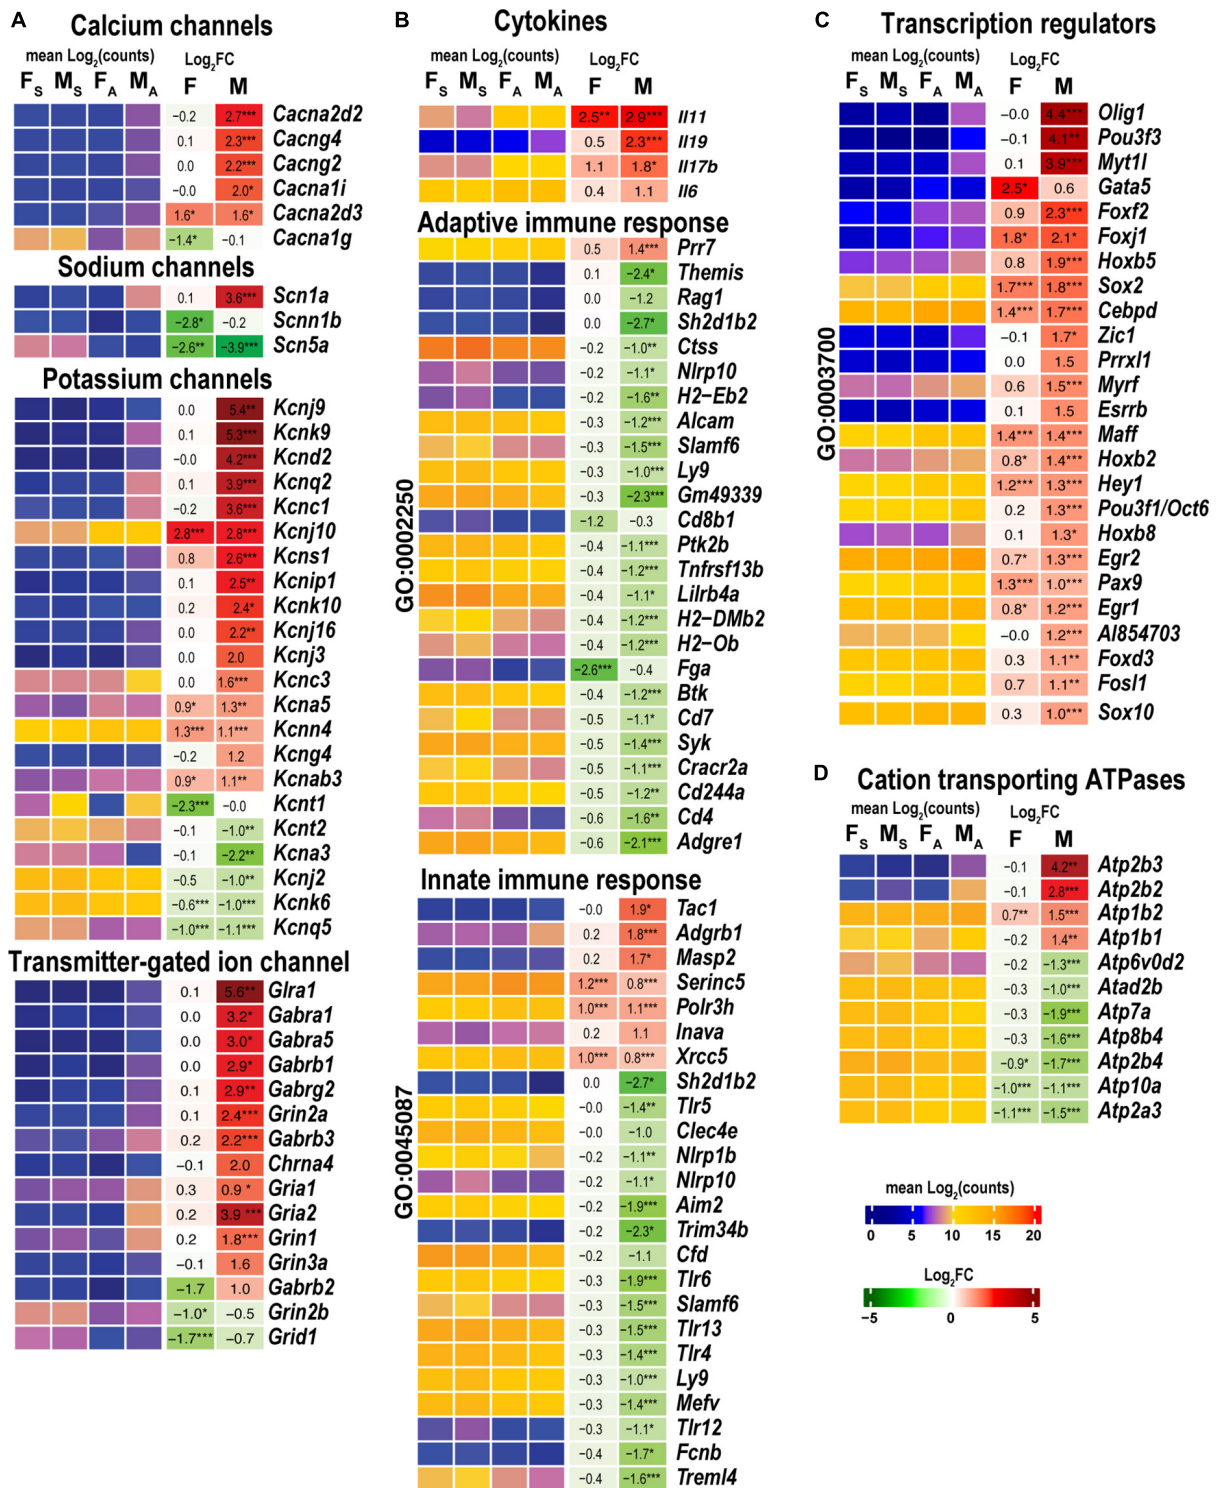 A
Calcium channels
mean Log2(counts) Log2FC
FS MS FA MA F M
−0.2 2.7*** Cacna2d2
0.1 2.3*** Cacng4
0.0 2.2*** Cacng2
−0.0 2.0* Cacna1i
1.6* 1.6* Cacna2d3
−1.4* −0.1 Cacna1g
Sodium channels
0.1 3.6*** Scn1a
−2.8* −0.2 Scnn1b
−2.6** −3.9*** Scn5a
Potassium channels
0.0 5.4** Kcnj9
0.1 5.3*** Kcnk9
−0.0 4.2*** Kcnd2
0.1 3.9*** Kcnq2
−0.2 3.6*** Kcnc1
2.8*** 2.8*** Kcnj10
0.8 2.6*** Kcns1
0.1 2.5** Kcnip1
0.2 2.4* Kcnk10
0.0 2.2** Kcnj16
0.0 2.0 Kcnj3
0.0 1.6*** Kcnc3
0.9* 1.3** Kcna5
1.3*** 1.1*** Kcnn4
−0.2 1.2 Kcng4
0.9* 1.1** Kcnab3
−2.3*** −0.0 Kcnt1
−0.1 −1.0** Kcnt2
−0.1 −2.2** Kcna3
−0.5 −1.0** Kcnj2
−0.6*** −1.0*** Kcnk6
−1.0*** −1.1*** Kcnq5
Transmitter-gated ion channel
0.1 5.6** Glra1
0.0 3.2* Gabra1
0.0 3.0* Gabra5
0.0 2.9* Gabrb1
0.1 2.9** Gabrg2
0.1 2.4*** Grin2a
0.2 2.2*** Gabrb3
−0.1 2.0 Chrna4
0.3 0.9 * Gria1
0.2 3.9 *** Gria2
0.2 1.8*** Grin1
−0.1 1.6 Grin3a
−1.7 1.0 Gabrb2
−1.0* −0.5 Grin2b
−1.7*** −0.7 Grid1
B
Cytokines
mean Log2(counts) Log2FC
FS MS FA MA F M
2.5** 2.9*** Il11
0.5 2.3*** Il19
1.1 1.8* Il17b
0.4 1.1 Il6
Adaptive immune response
GO:0002250
0.5 1.4*** Prr7
0.1 −2.4* Themis
0.0 −1.2 Rag1
0.0 −2.7* Sh2d1b2
−0.2 −1.0** Ctss
−0.2 −1.1* Nlrp10
−0.2 −1.6** H2−Eb2
−0.3 −1.2*** Alcam
−0.3 −1.5*** Slamf6
−0.3 −1.0*** Ly9
−0.3 −2.3*** Gm49339
−1.2 −0.3 Cd8b1
−0.4 −1.1*** Ptk2b
−0.4 −1.2*** Tnfrsf13b
−0.4 −1.1* Lilrb4a
−0.4 −1.2*** H2−DMb2
−0.4 −1.2*** H2−Ob
−2.6*** −0.4 Fga
−0.4 −1.2*** Btk
−0.5 −1.1* Cd7
−0.5 −1.4*** Syk
−0.5 −1.1*** Cracr2a
−0.5 −1.2** Cd244a
−0.6 −1.6** Cd4
−0.6 −2.1*** Adgre1
Innate immune response
GO:0045087
−0.0 1.9* Tac1
0.2 1.8*** Adgrb1
0.2 1.7* Masp2
1.2*** 0.8*** Serinc5
1.0*** 1.1*** Polr3h
0.2 1.1 Inava
1.0*** 0.8*** Xrcc5
0.0 −2.7* Sh2d1b2
−0.0 −1.4** Tlr5
−0.0 −1.0 Clec4e
−0.2 −1.1** Nlrp1b
−0.2 −1.1* Nlrp10
−0.2 −1.9*** Aim2
−0.2 −2.3* Trim34b
−0.2 −1.1 Cfd
−0.3 −1.9*** Tlr6
−0.3 −1.5*** Slamf6
−0.3 −1.5*** Tlr13
−0.3 −1.4*** Tlr4
−0.3 −1.0*** Ly9
−0.3 −1.4*** Mefv
−0.3 −1.1* Tlr12
−0.4 −1.7* Fcnb
−0.4 −1.6*** Treml4
C
Transcription regulators
mean Log2(counts) Log2FC
FS MS FA MA F M
GO:0003700
−0.0 4.4*** Olig1
−0.1 4.1** Pou3f3
0.1 3.9*** Myt1l
2.5* 0.6 Gata5
0.9 2.3*** Foxf2
1.8* 2.1* Foxj1
0.8 1.9*** Hoxb5
1.7*** 1.8*** Sox2
1.4*** 1.7*** Cebpd
−0.1 1.7* Zic1
0.0 1.5 Prrxl1
0.6 1.5*** Myrf
0.1 1.5 Esrrb
1.4*** 1.4*** Maff
0.8* 1.4*** Hoxb2
1.2*** 1.3*** Hey1
0.2 1.3*** Pou3f1/Oct6
0.1 1.3* Hoxb8
0.7* 1.3*** Egr2
1.3*** 1.0*** Pax9
0.8* 1.2*** Egr1
−0.0 1.2*** AI854703
0.3 1.1** Foxd3
0.7 1.1** Fosl1
0.3 1.0*** Sox10
D
Cation transporting ATPases
mean Log2(counts) Log2FC
FS MS FA MA F M
−0.1 4.2** Atp2b3
−0.1 2.8*** Atp2b2
0.7** 1.5*** Atp1b2
−0.2 1.4** Atp1b1
−0.2 −1.3*** Atp6v0d2
−0.3 −1.0*** Atad2b
−0.3 −1.9*** Atp7a
−0.3 −1.6*** Atp8b4
−0.9* −1.7*** Atp2b4
−1.0*** −1.1*** Atp10a
−1.1*** −1.5*** Atp2a3
mean Log2(counts)
0 5 10 15 20
Log2FC
−5 0 5